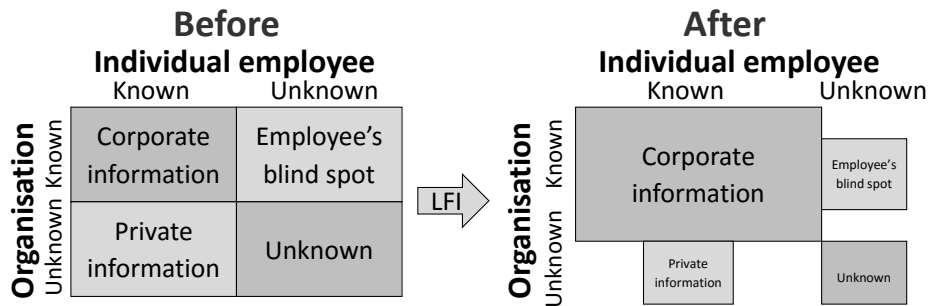 Before
Individual employee
Known Unknown
Organisation
Unknown Known
Corporate
information
Employee's
blind spot
Private
information
Unknown
LFI
After
Individual employee
Known Unknown
Organisation
Unknown Known
Corporate
information
Employee's
blind spot
Private
information
Unknown